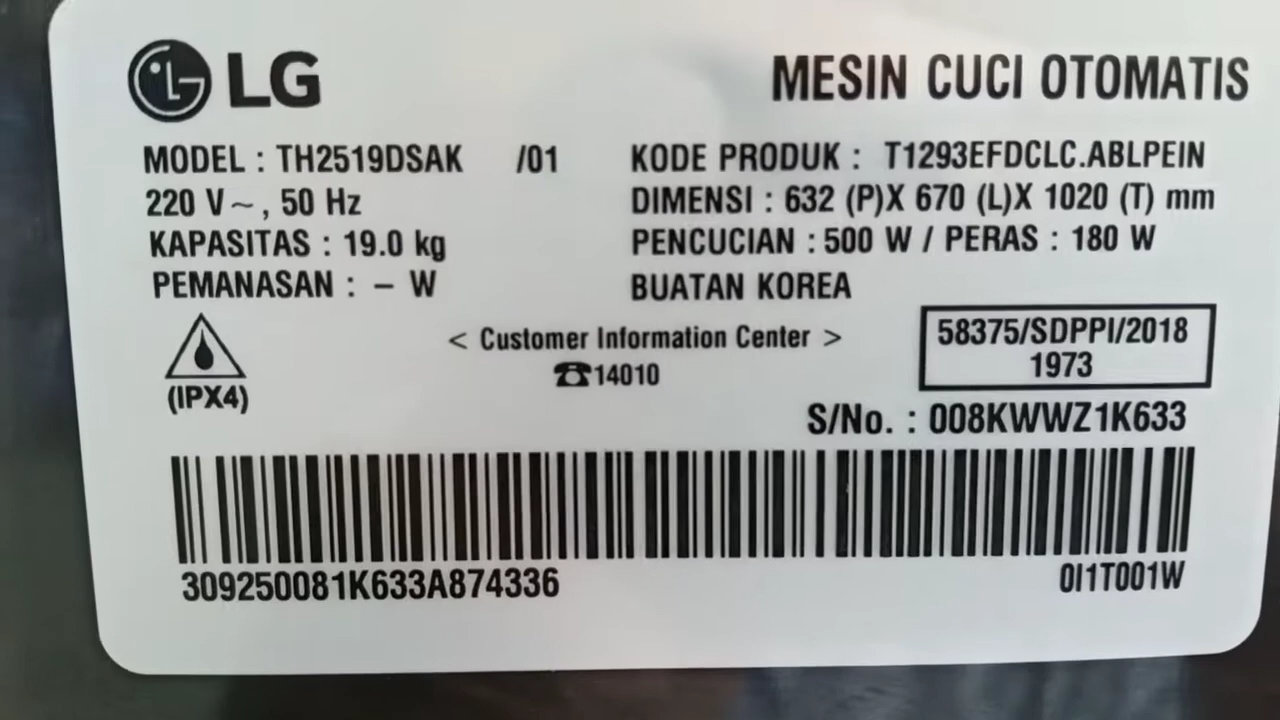 LG
MESIN CUCI OTOMATIS
MODEL : TH2519DSAK /01
220 V~, 50 Hz
KAPASITAS : 19.0 kg
PEMANASAN : – W
KODE PRODUK : T1293EFDCLC.ABLPEIN
DIMENSI : 632 (P)X 670 (L)X 1020 (T) mm
PENCUCIAN : 500 W / PERAS : 180 W
BUATAN KOREA
(IPX4)
< Customer Information Center >
☎14010
58375/SDPPI/2018
1973
S/No. : 008KWWZ1K633
309250081K633A874336
0I1T001W